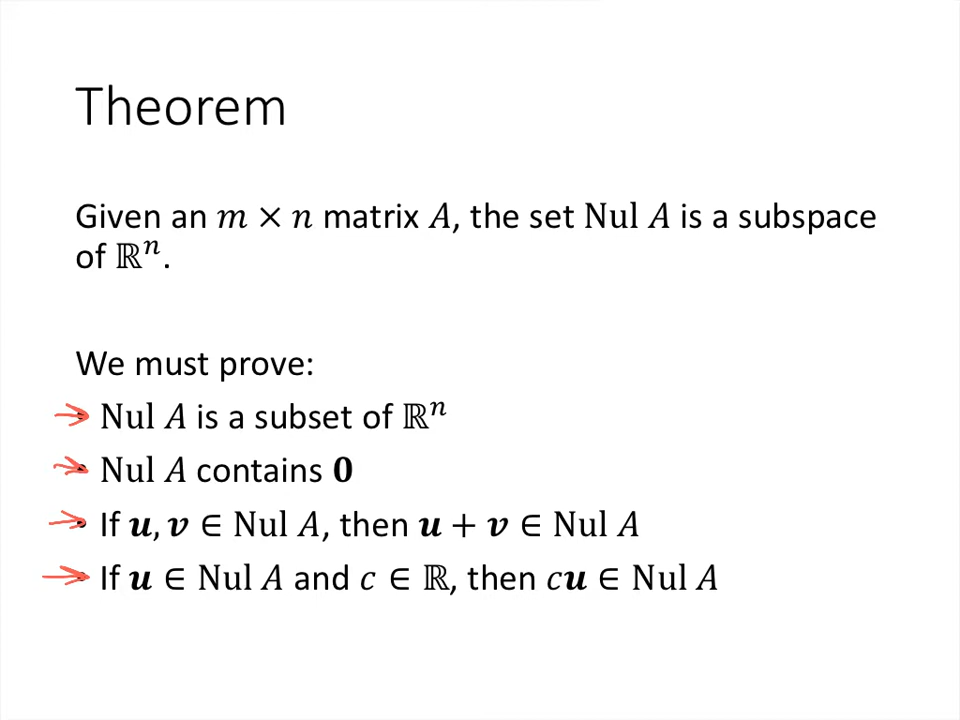 Theorem
Given an m × n matrix A, the set Nul A is a subspace
of ℝⁿ.
We must prove:
• Nul A is a subset of ℝⁿ
• Nul A contains 𝟎
• If 𝒖, 𝒗 ∈ Nul A, then 𝒖 + 𝒗 ∈ Nul A
• If 𝒖 ∈ Nul A and c ∈ ℝ, then c𝒖 ∈ Nul A